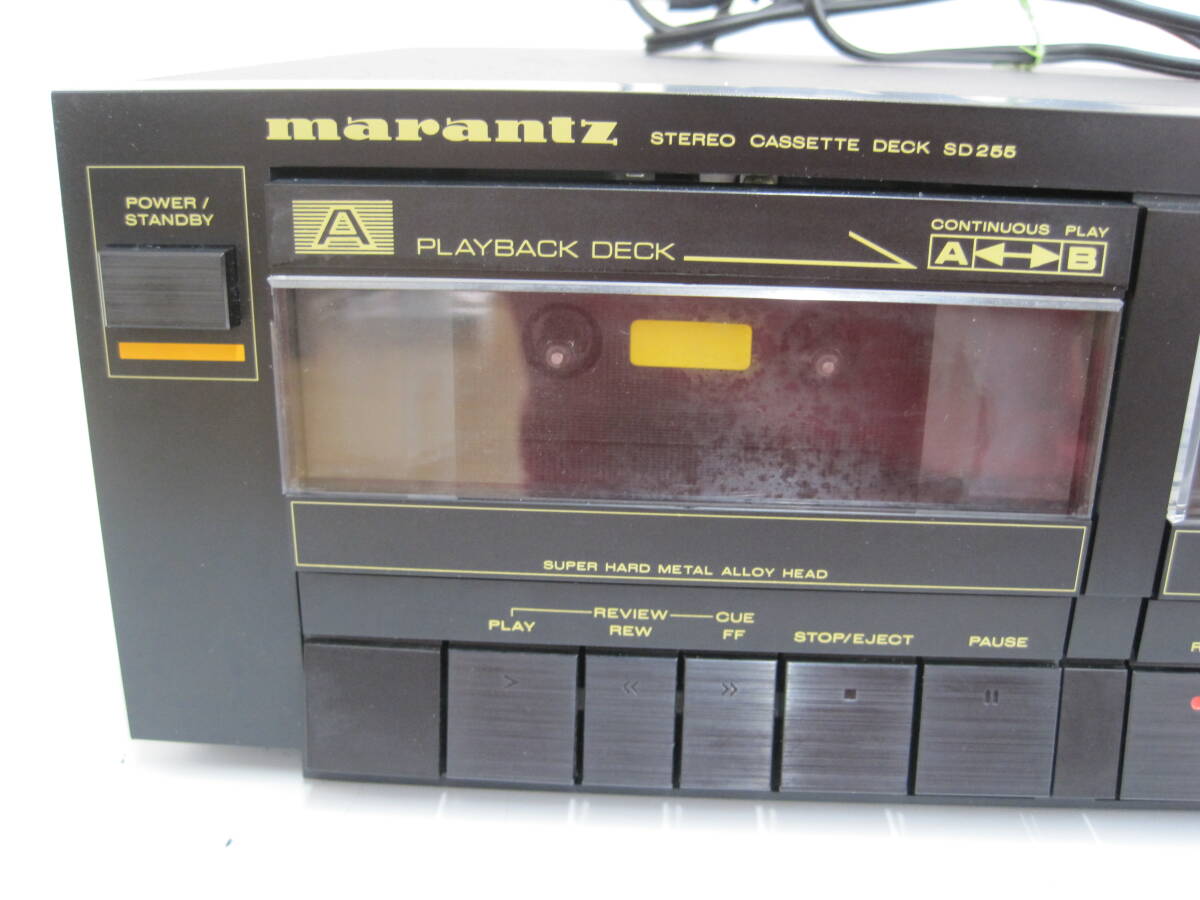 marantz STEREO CASSETTE DECK SD255
POWER /
STANDBY
A PLAYBACK DECK
CONTINUOUS PLAY
A B
SUPER HARD METAL ALLOY HEAD
REVIEW CUE
PLAY REW FF STOP/EJECT PAUSE